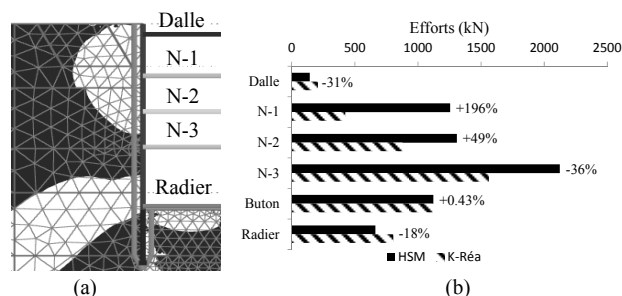 Dalle
N-1
N-2
N-3
Radier
(a)
Efforts (kN)
0 500 1000 1500 2000 2500
Dalle -31%
N-1 +196%
N-2 +49%
N-3 -36%
Buton +0.43%
Radier -18%
HSM K-Réa
(b)